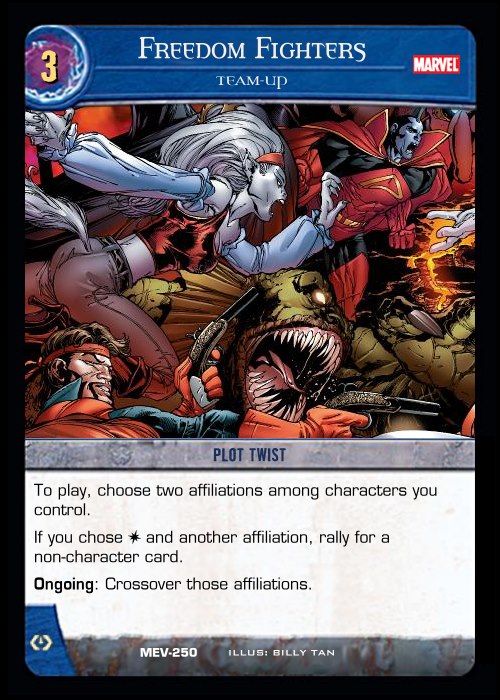 3
FREEDOM FIGHTERS
TEAM-UP
MARVEL
PLOT TWIST
To play, choose two affiliations among characters you
control.
If you chose ✷ and another affiliation, rally for a
non-character card.
Ongoing: Crossover those affiliations.
MEV-250 ILLUS: BILLY TAN